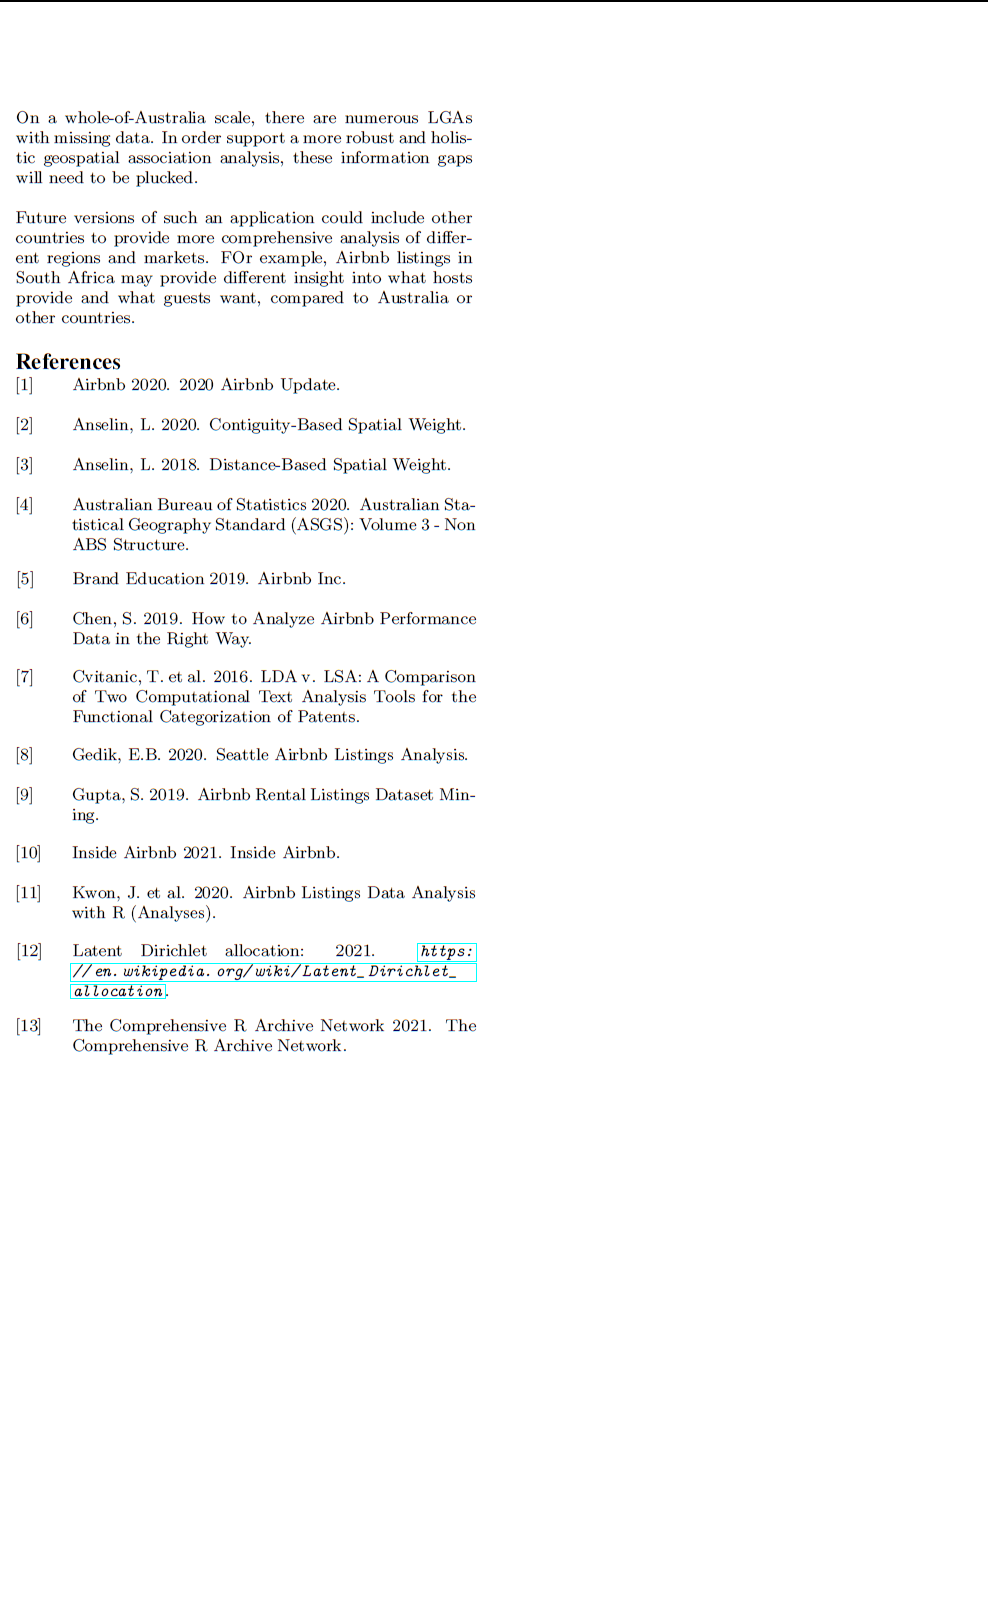 On a whole-of-Australia scale, there are numerous LGAs
with missing data. In order support a more robust and holis-
tic geospatial association analysis, these information gaps
will need to be plucked.
Future versions of such an application could include other
countries to provide more comprehensive analysis of differ-
ent regions and markets. FOr example, Airbnb listings in
South Africa may provide different insight into what hosts
provide and what guests want, compared to Australia or
other countries.
References
[1] Airbnb 2020. 2020 Airbnb Update.
[2] Anselin, L. 2020. Contiguity-Based Spatial Weight.
[3] Anselin, L. 2018. Distance-Based Spatial Weight.
[4] Australian Bureau of Statistics 2020. Australian Sta-
tistical Geography Standard (ASGS): Volume 3 - Non
ABS Structure.
[5] Brand Education 2019. Airbnb Inc.
[6] Chen, S. 2019. How to Analyze Airbnb Performance
Data in the Right Way.
[7] Cvitanic, T. et al. 2016. LDA v. LSA: A Comparison
of Two Computational Text Analysis Tools for the
Functional Categorization of Patents.
[8] Gedik, E.B. 2020. Seattle Airbnb Listings Analysis.
[9] Gupta, S. 2019. Airbnb Rental Listings Dataset Min-
ing.
[10] Inside Airbnb 2021. Inside Airbnb.
[11] Kwon, J. et al. 2020. Airbnb Listings Data Analysis
with R (Analyses).
[12] Latent Dirichlet allocation: 2021. https:
//en.wikipedia.org/wiki/Latent_Dirichlet_
allocation.
[13] The Comprehensive R Archive Network 2021. The
Comprehensive R Archive Network.